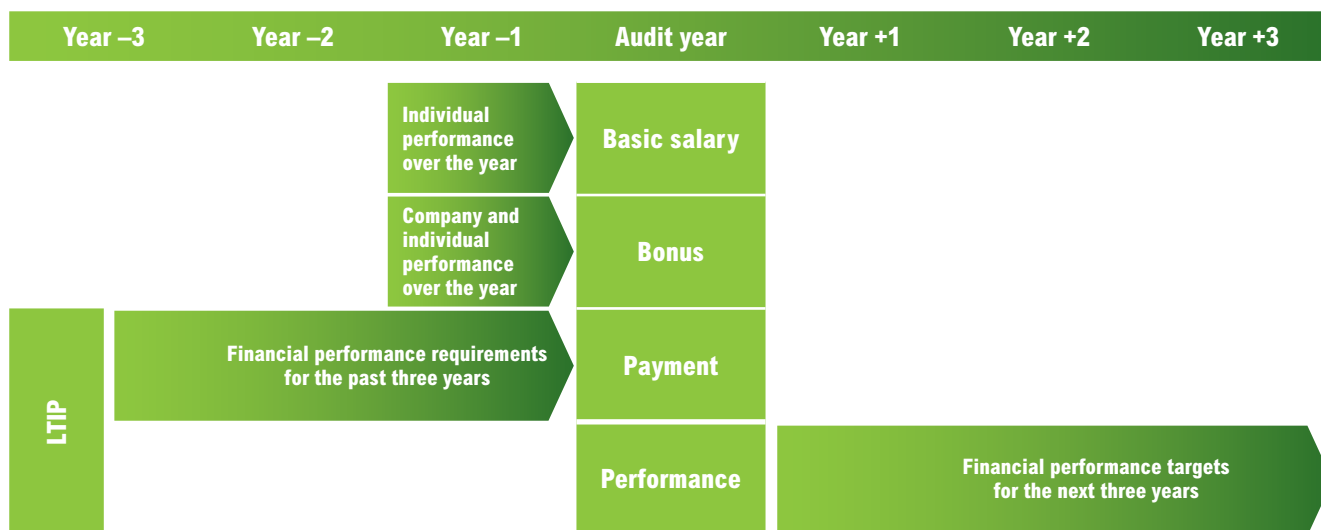 Year –3 Year –2 Year –1 Audit year Year +1 Year +2 Year +3
Individual
performance
over the year
Basic salary
Company and
individual
performance
over the year
Bonus
LTIP
Financial performance requirements
for the past three years
Payment
Performance
Financial performance targets
for the next three years